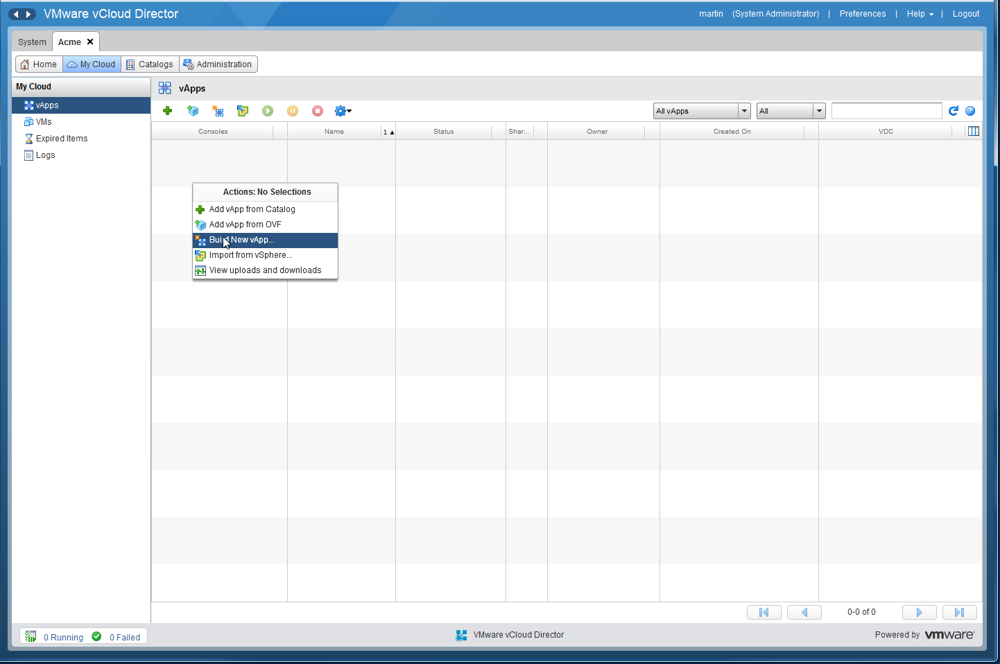 VMware vCloud Director
martin (System Administrator) | Preferences | Help | Logout
System
Acme
Home
My Cloud
Catalogs
Administration
My Cloud
vApps
VMs
Expired Items
Logs
vApps
All vApps
All
Consoles
Name
1
Status
Shar...
Owner
Created On
VDC
Actions: No Selections
Add vApp from Catalog
Add vApp from OVF
Build New vApp...
Import from vSphere...
View uploads and downloads
0-0 of 0
0 Running
0 Failed
VMware vCloud Director
Powered by vmware